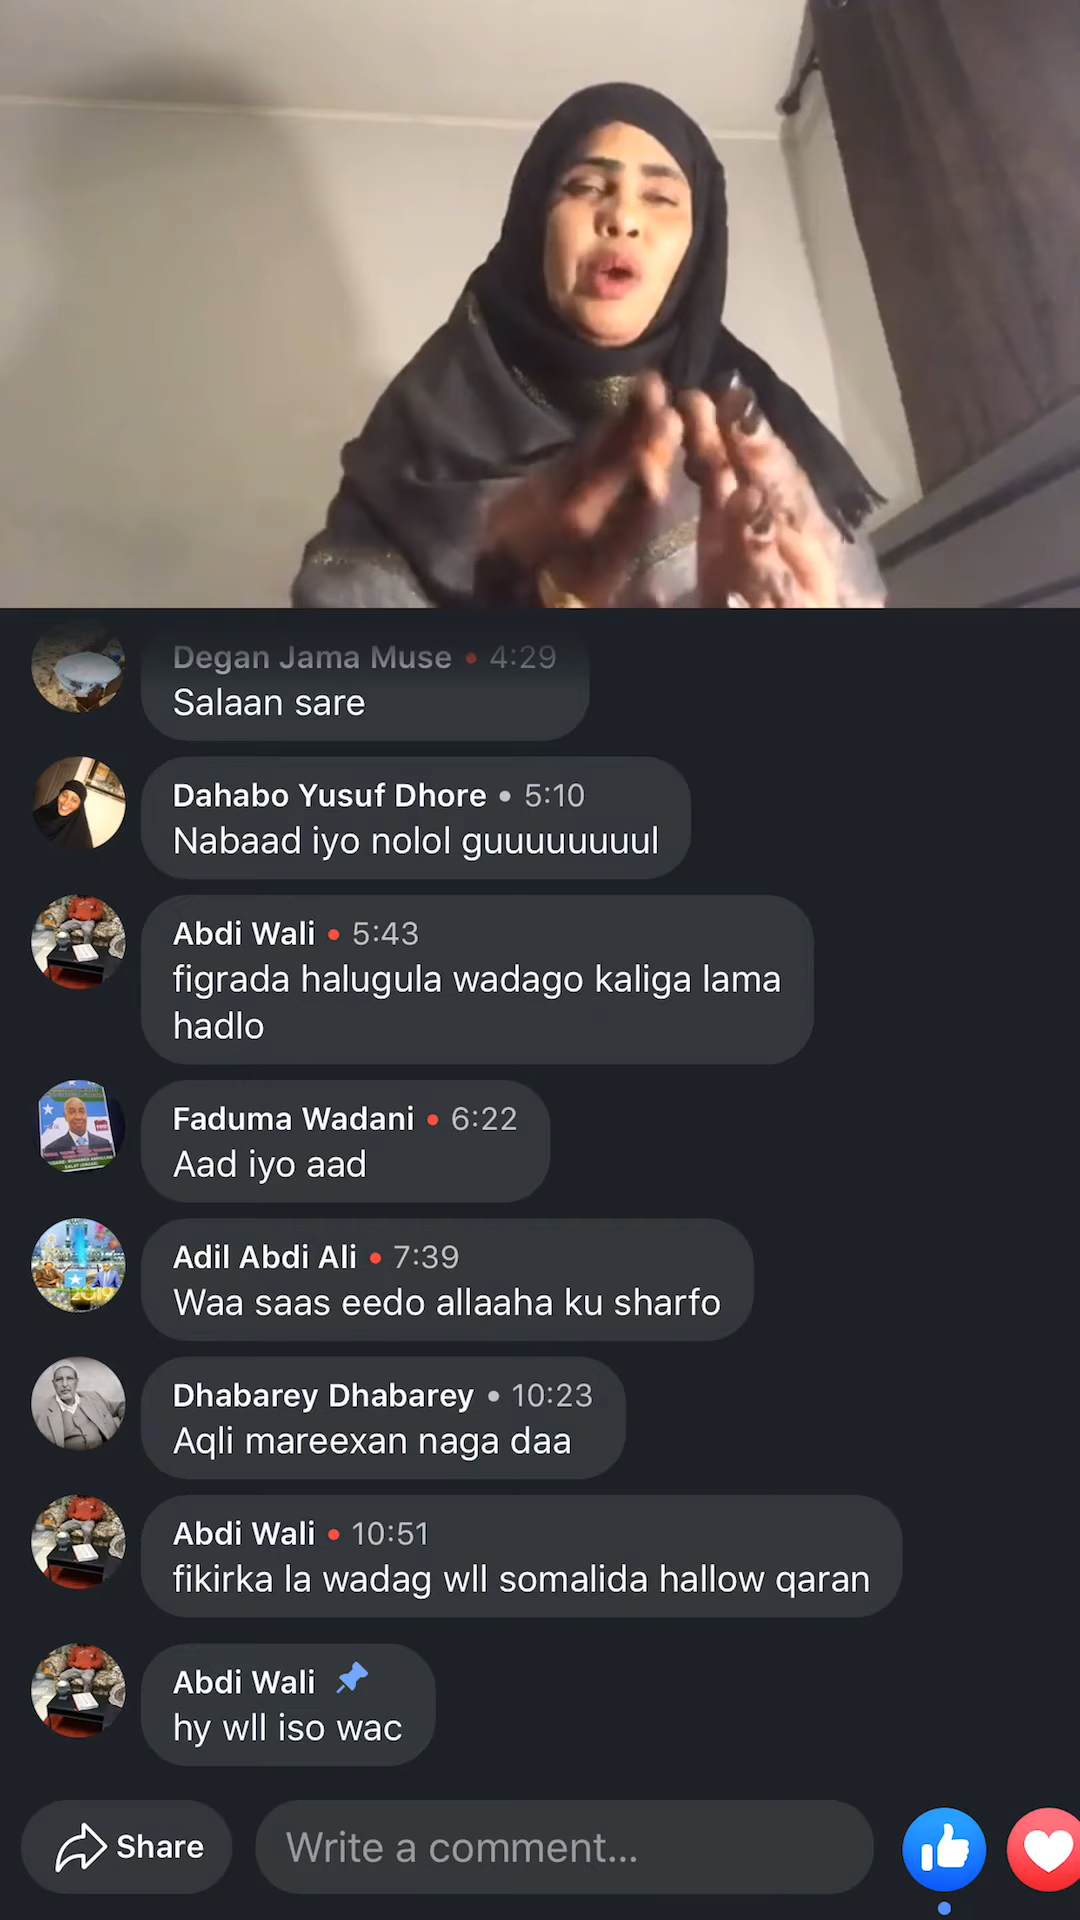 Degan Jama Muse • 4:29
Salaan sare
Dahabo Yusuf Dhore • 5:10
Nabaad iyo nolol guuuuuuuul
Abdi Wali • 5:43
figrada halugula wadago kaliga lama
hadlo
Faduma Wadani • 6:22
Aad iyo aad
Adil Abdi Ali • 7:39
Waa saas eedo allaaha ku sharfo
Dhabarey Dhabarey • 10:23
Aqli mareexan naga daa
Abdi Wali • 10:51
fikirka la wadag wll somalida hallow qaran
Abdi Wali
hy wll iso wac
Share
Write a comment...